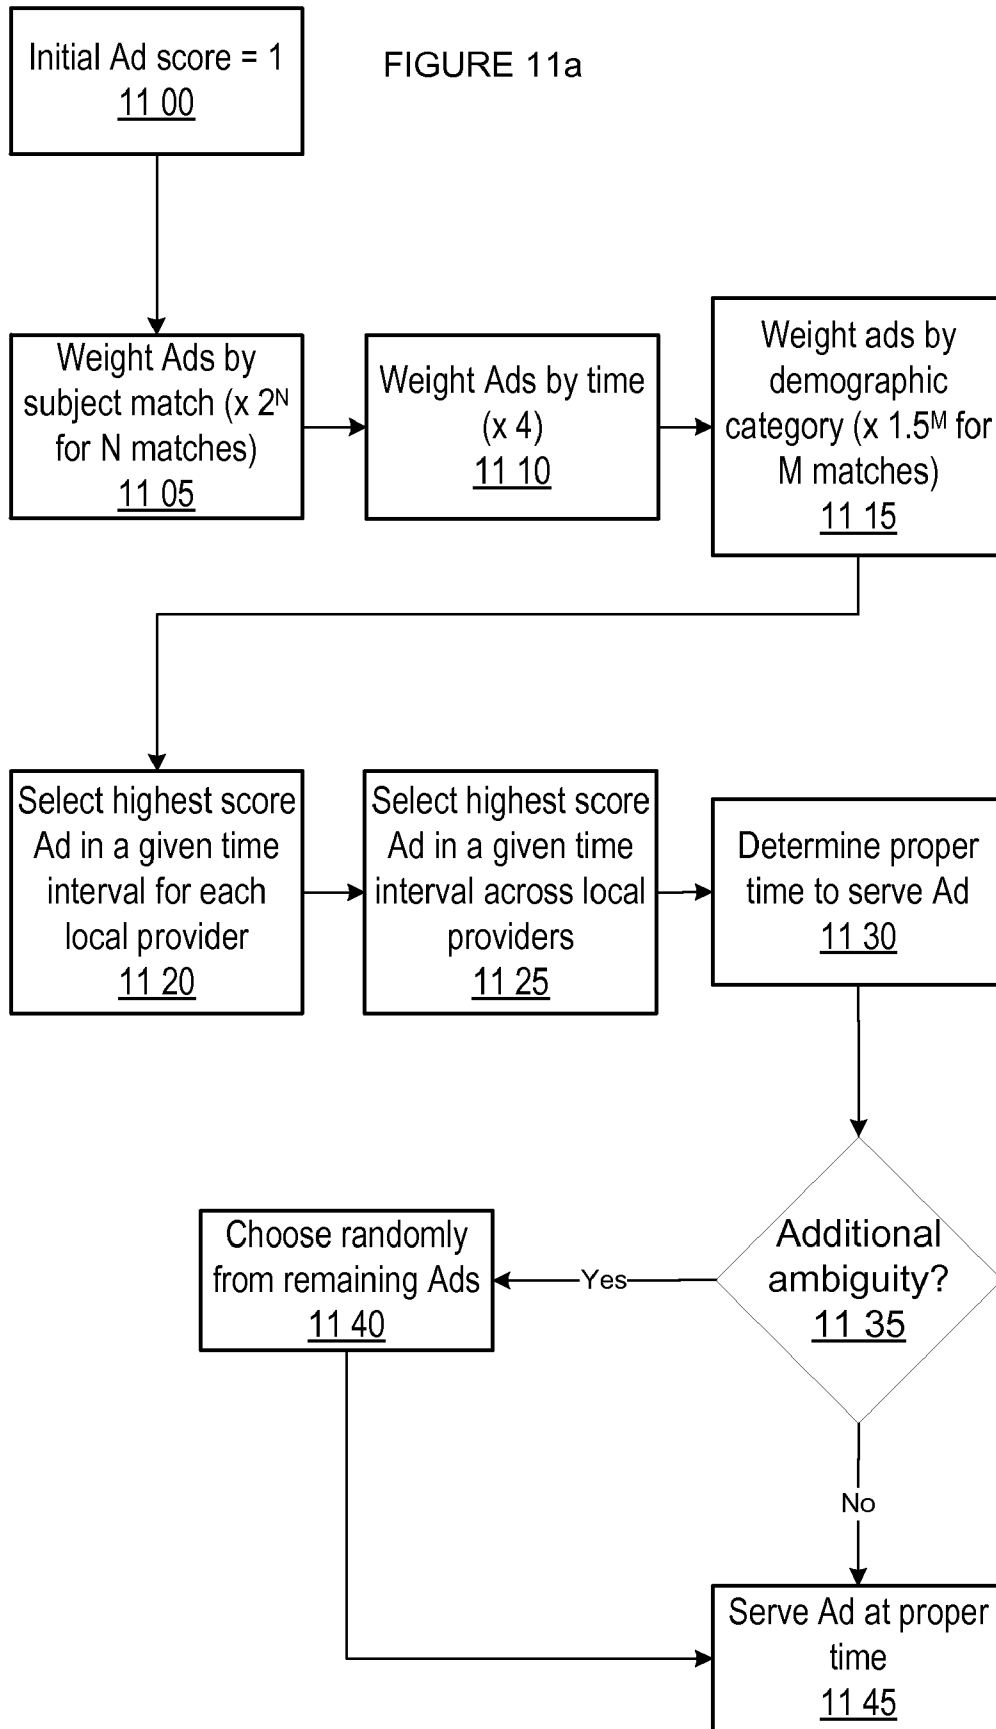 Initial Ad score = 1
11 00
FIGURE 11a
Weight Ads by
subject match (x 2ᴺ
for N matches)
11 05
Weight Ads by time
(x 4)
11 10
Weight ads by
demographic
category (x 1.5ᴹ for
M matches)
11 15
Select highest score
Ad in a given time
interval for each
local provider
11 20
Select highest score
Ad in a given time
interval across local
providers
11 25
Determine proper
time to serve Ad
11 30
Additional
ambiguity?
11 35
Yes
Choose randomly
from remaining Ads
11 40
No
Serve Ad at proper
time
11 45